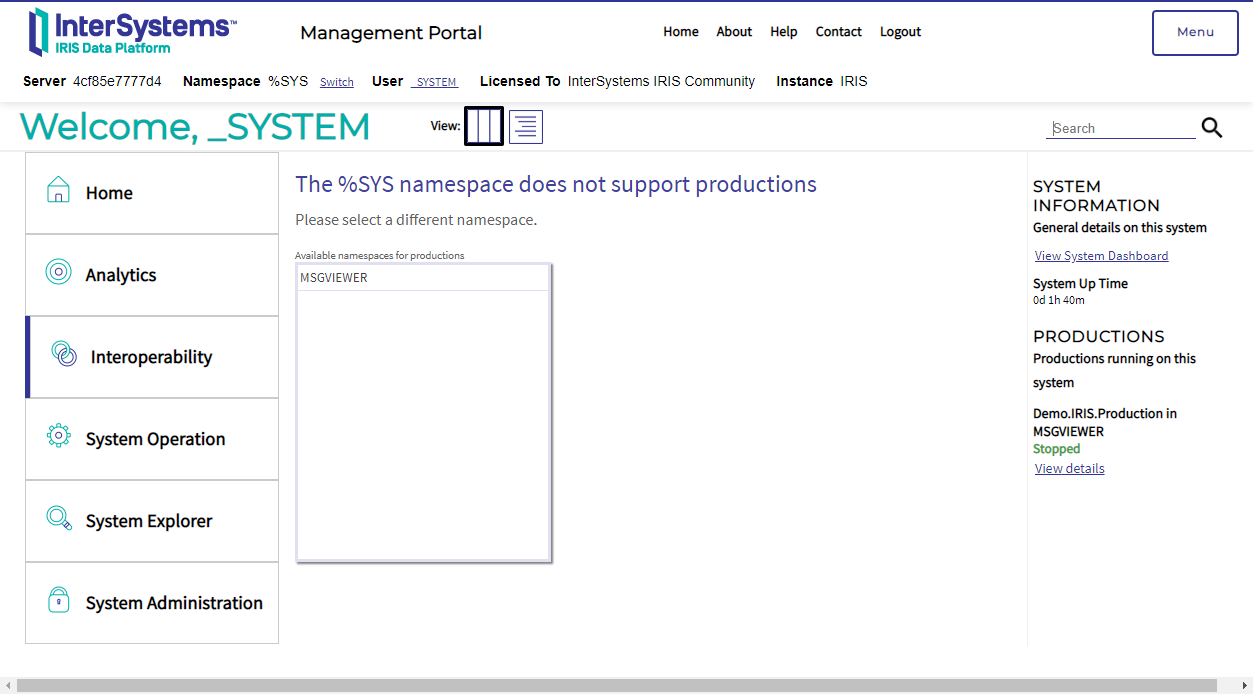 InterSystems™
IRIS Data Platform
Management Portal
Home About Help Contact Logout
Menu
Server 4cf85e7777d4 Namespace %SYS Switch User _SYSTEM Licensed To InterSystems IRIS Community Instance IRIS
Welcome, _SYSTEM
View:
Search
Home
Analytics
Interoperability
System Operation
System Explorer
System Administration
The %SYS namespace does not support productions
Please select a different namespace.
Available namespaces for productions
MSGVIEWER
SYSTEM
INFORMATION
General details on this system
View System Dashboard
System Up Time
0d 1h 40m
PRODUCTIONS
Productions running on this
system
Demo.IRIS.Production in
MSGVIEWER
Stopped
View details